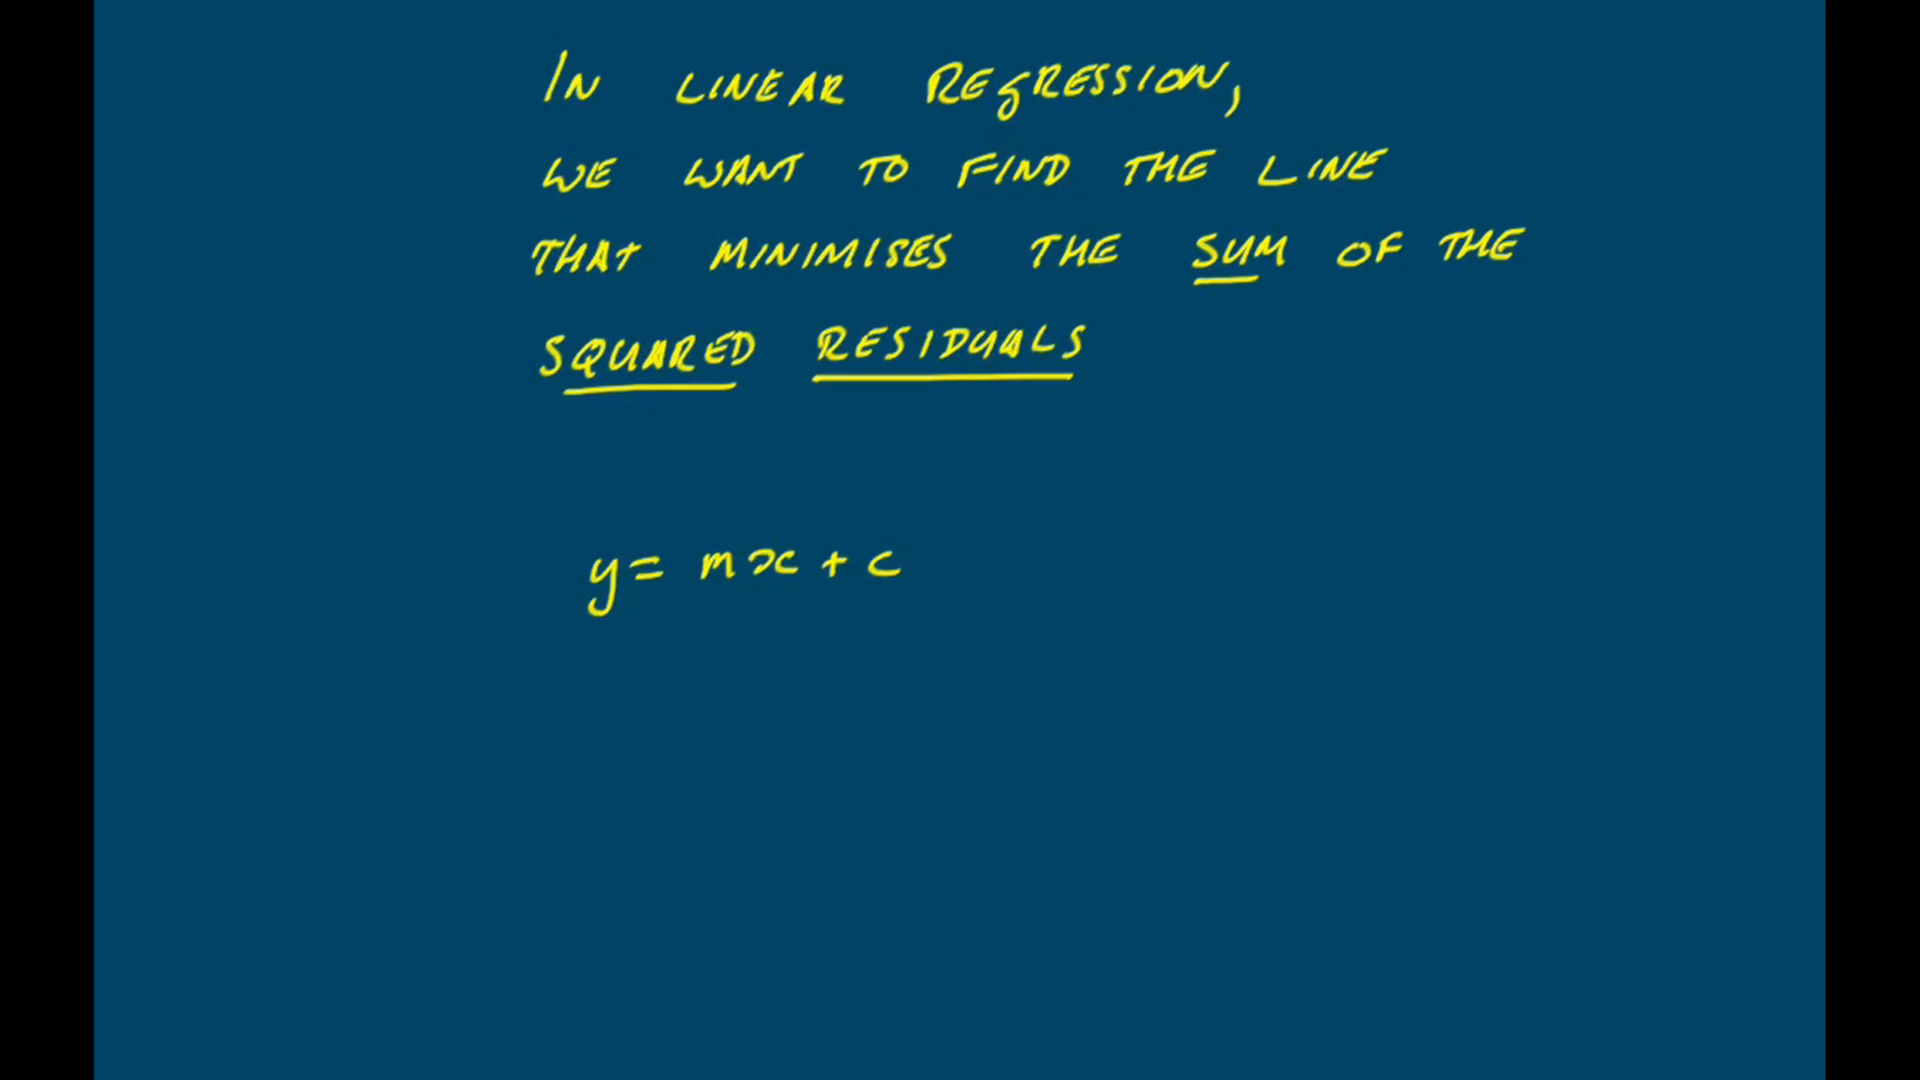 IN LINEAR REGRESSION,
WE WANT TO FIND THE LINE
THAT MINIMISES THE SUM OF THE
SQUARED RESIDUALS
y = mx + c